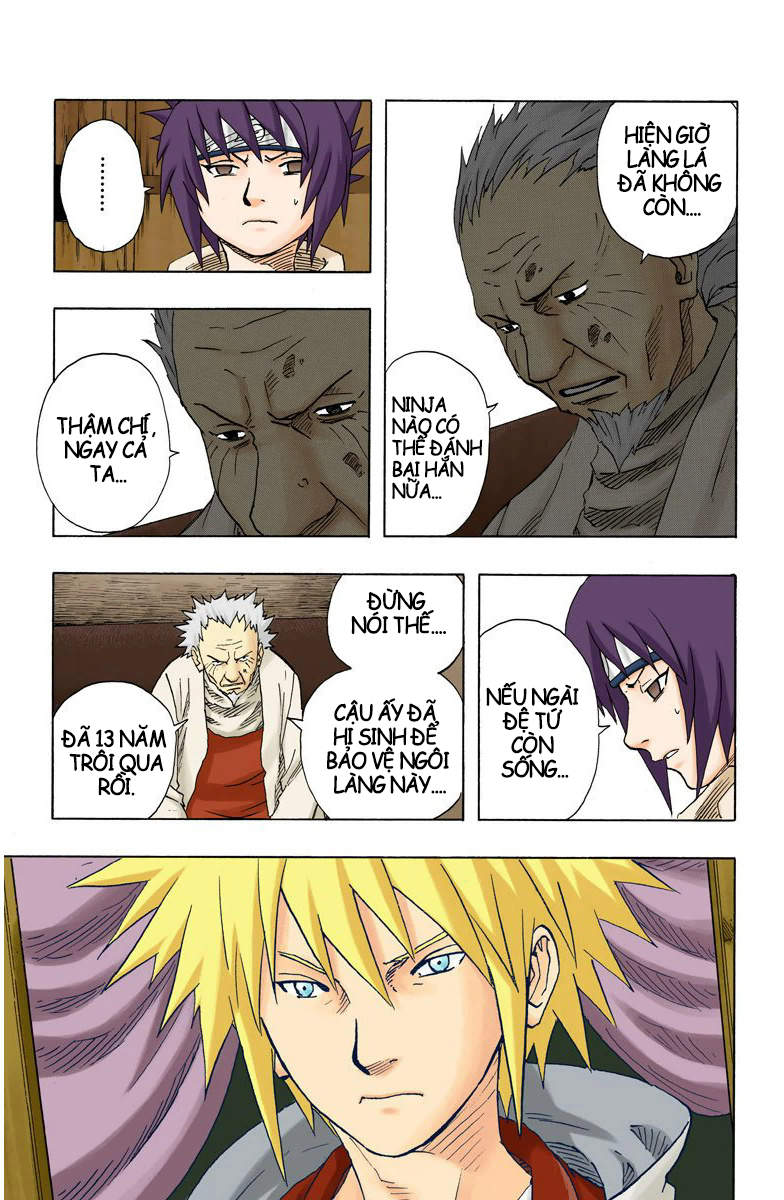 HIỆN GIỜ
LÀNG LÁ
ĐÃ KHÔNG
CÒN....
NINJA
NÀO CÓ
THỂ ĐÁNH
BẠI HẮN
NỮA...
.........
THẬM CHÍ,
NGAY CẢ
TA...
NẾU NGÀI
ĐỆ TỨ
CÒN
SỐNG...
ĐỪNG
NÓI THẾ....
CẬU ẤY ĐÃ
HI SINH ĐỂ
BẢO VỆ NGÔI
LÀNG NÀY....
ĐÃ 13 NĂM
TRÔI QUA
RỒI.